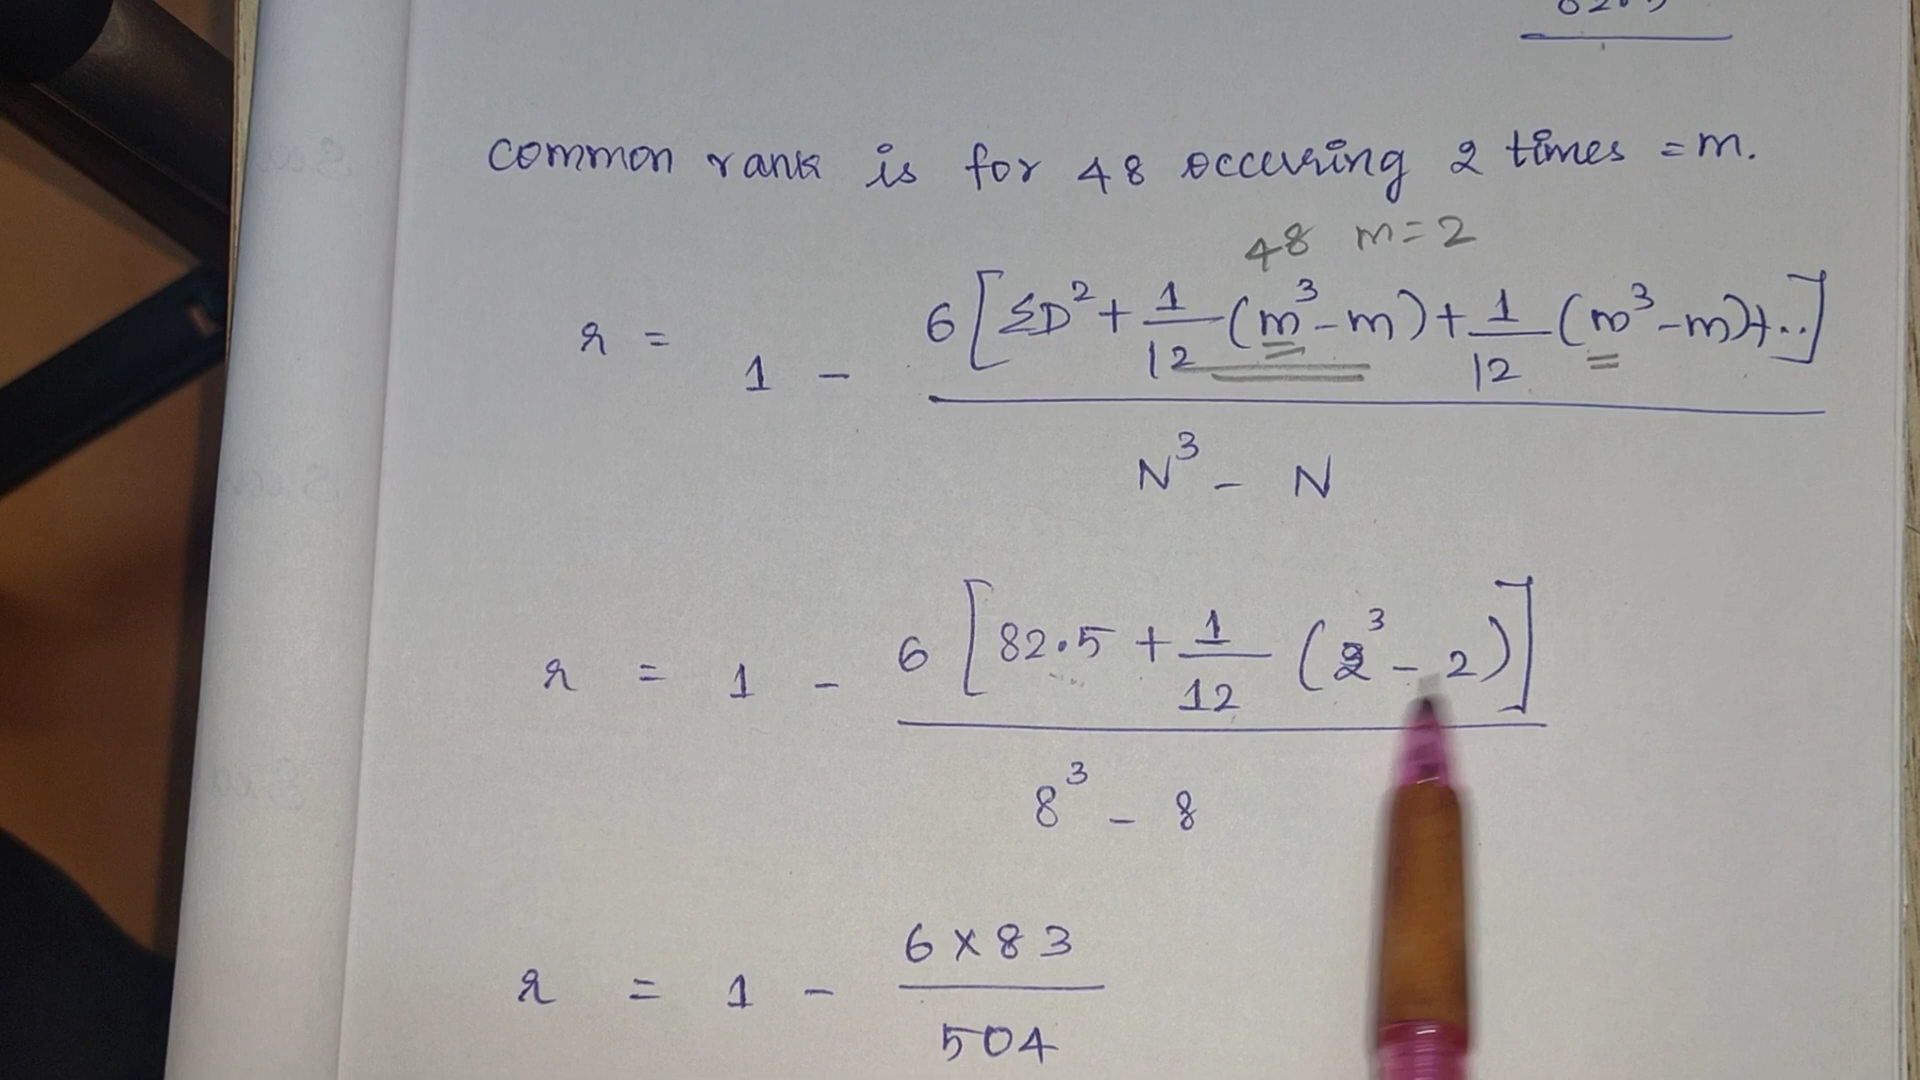 common rank is for 48 occuring 2 times = m.
48 m = 2
r = 1 - 6 [ΣD² + 1/12 (m³ - m) + 1/12 (m³ - m) + ..] / N³ - N
r = 1 - 6 [82.5 + 1/12 (2³ - 2)] / 8³ - 8
r = 1 - 6 × 83 / 504